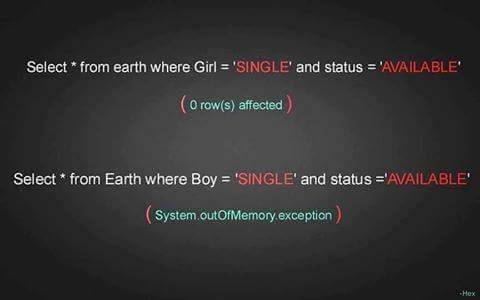 Select * from earth where Girl = 'SINGLE' and status = 'AVAILABLE'
( 0 row(s) affected )
Select * from Earth where Boy = 'SINGLE' and status ='AVAILABLE'
( System.outOfMemory.exception )
-Hex